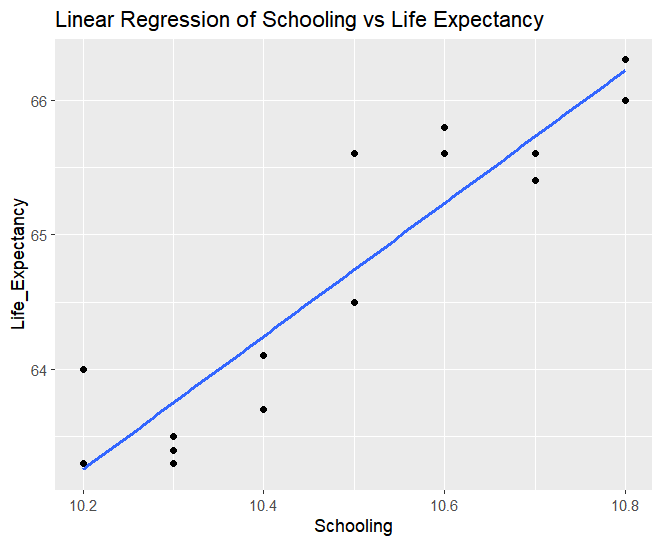 Linear Regression of Schooling vs Life Expectancy
66
65
64
Life_Expectancy
10.2
10.4
10.6
10.8
Schooling